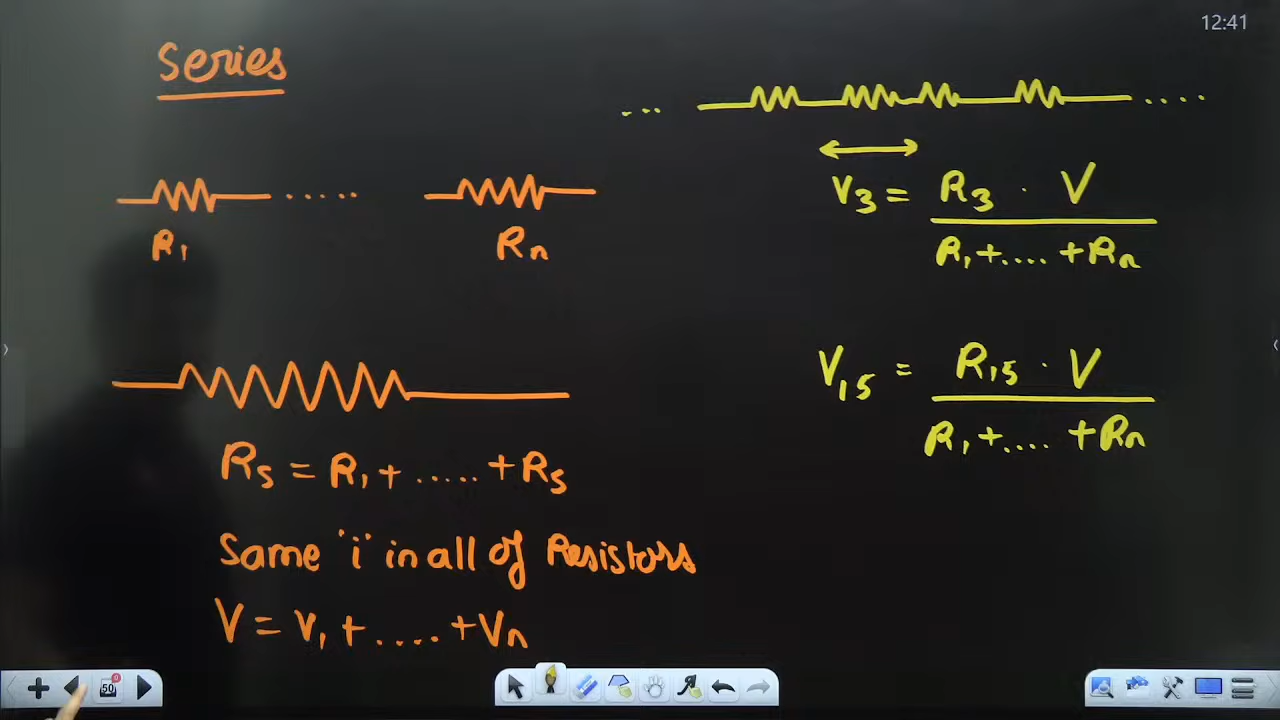 12:41
Series
R1 Rn
Rs = R1 + ..... + Rs
Same 'i' in all of Resistors
V = V1 + .... + Vn
V3 = R3 . V
R1 + .... + Rn
V15 = R15 . V
R1 + .... + Rn
50